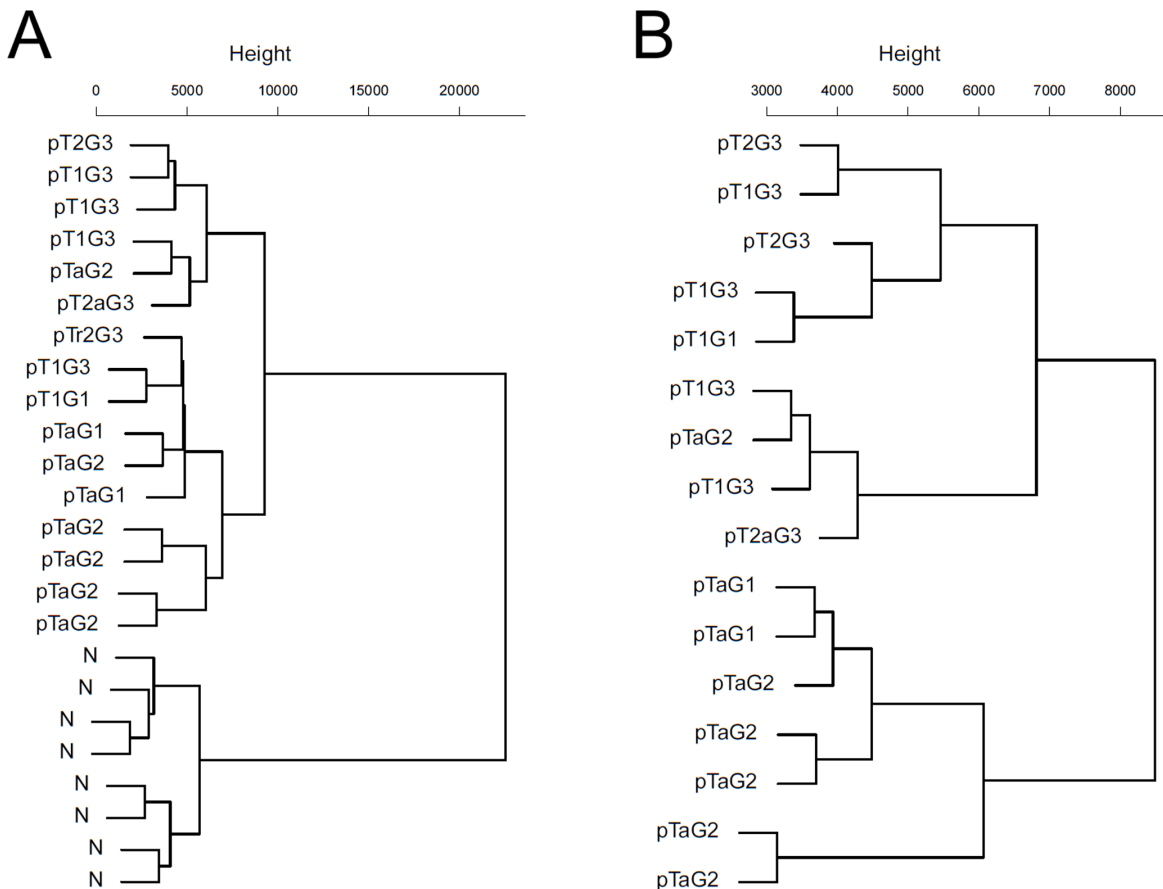 A
Height
0 5000 10000 15000 20000
pT2G3
pT1G3
pT1G3
pT1G3
pTaG2
pT2aG3
pTr2G3
pT1G3
pT1G1
pTaG1
pTaG2
pTaG1
pTaG2
pTaG2
pTaG2
pTaG2
N
N
N
N
N
N
N
N
B
Height
3000 4000 5000 6000 7000 8000
pT2G3
pT1G3
pT2G3
pT1G3
pT1G1
pT1G3
pTaG2
pT1G3
pT2aG3
pTaG1
pTaG1
pTaG2
pTaG2
pTaG2
pTaG2
pTaG2